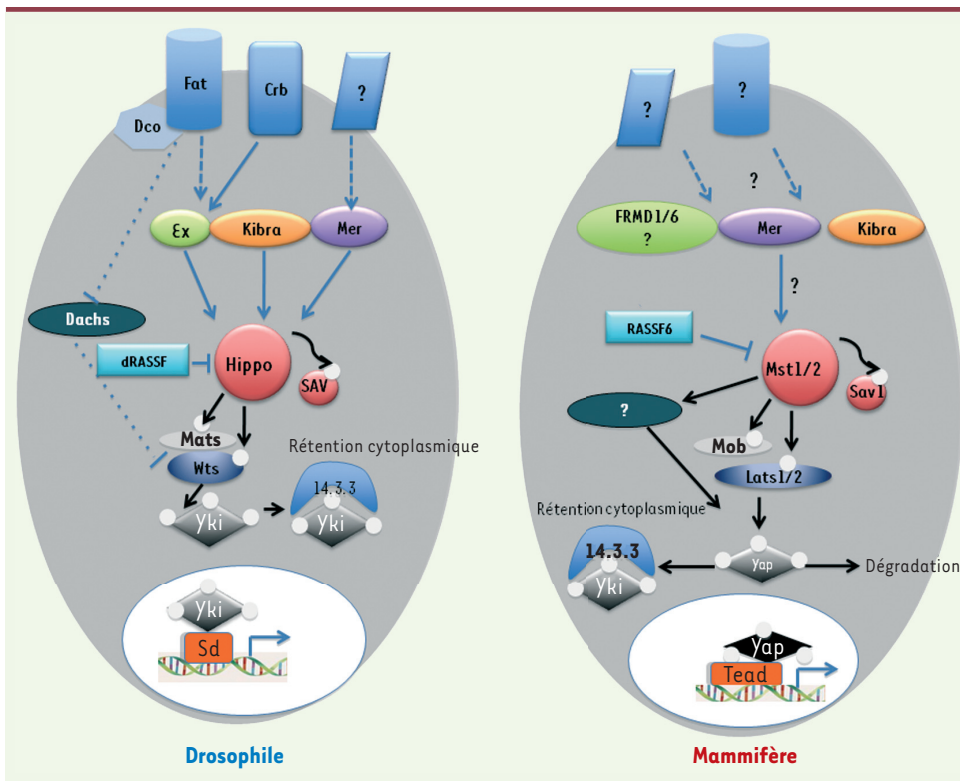 Fat
Crb
?
Dco
Ex
Kibra
Mer
Dachs
dRASSF
Hippo
SAV
Mats
Wts
Rétention cytoplasmique
14.3.3
Yki
Yki
Yki
Sd
Drosophile
?
?
?
FRMD1/6
?
Mer
Kibra
?
RASSF6
Mst1/2
Sav1
?
Mob
Lats1/2
Rétention cytoplasmique
14.3.3
Yki
Yap
Dégradation
Yap
Tead
Mammifère